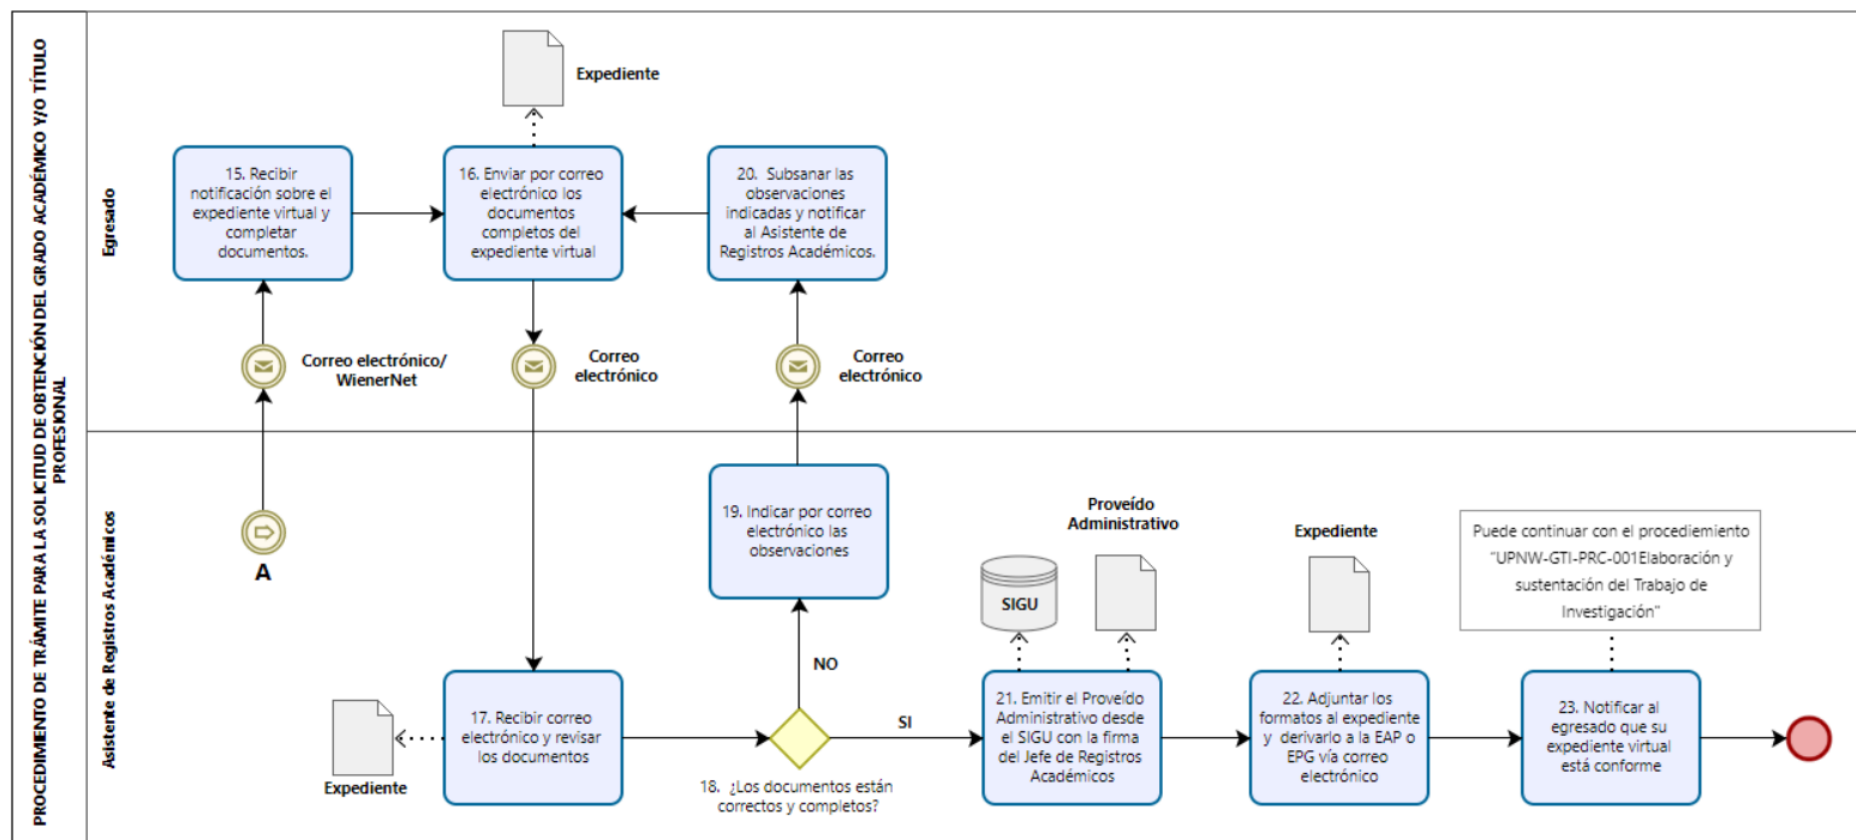 PROCEDIMIENTO DE TRÁMITE PARA LA SOLICITUD DE OBTENCIÓN DEL GRADO ACADÉMICO Y/O TÍTULO
PROFESIONAL
Egresado
Expediente
15. Recibir
notificación sobre el
expediente virtual y
completar
documentos.
16. Enviar por correo
electrónico los
documentos
completos del
expediente virtual
20. Subsanar las
observaciones
indicadas y notificar
al Asistente de
Registros Académicos.
Correo electrónico/
WienerNet
Correo
electrónico
Correo
electrónico
Asistente de Registros Académicos
A
19. Indicar por correo
electrónico las
observaciones
Proveído
Administrativo
SIGU
Expediente
Puede continuar con el procediemiento
"UPNW-GTI-PRC-001Elaboración y
sustentación del Trabajo de
Investigación"
NO
SI
Expediente
17. Recibir correo
electrónico y revisar
los documentos
18. ¿Los documentos están
correctos y completos?
21. Emitir el Proveído
Administrativo desde
el SIGU con la firma
del Jefe de Registros
Académicos
22. Adjuntar los
formatos al expediente
y derivarlo a la EAP o
EPG vía correo
electrónico
23. Notificar al
egresado que su
expediente virtual
está conforme